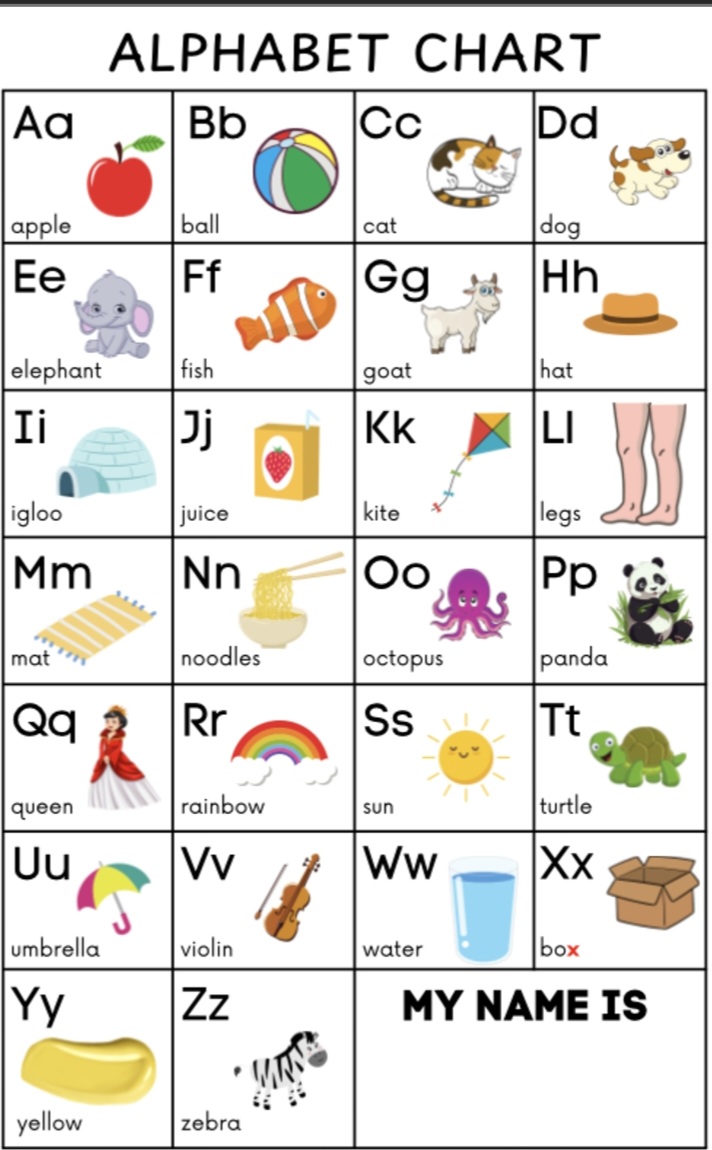 ALPHABET CHART
Aa
apple
Bb
ball
Cc
cat
Dd
dog
Ee
elephant
Ff
fish
Gg
goat
Hh
hat
Ii
igloo
Jj
juice
Kk
kite
Ll
legs
Mm
mat
Nn
noodles
Oo
octopus
Pp
panda
Qq
queen
Rr
rainbow
Ss
sun
Tt
turtle
Uu
umbrella
Vv
violin
Ww
water
Xx
box
Yy
yellow
Zz
zebra
MY NAME IS